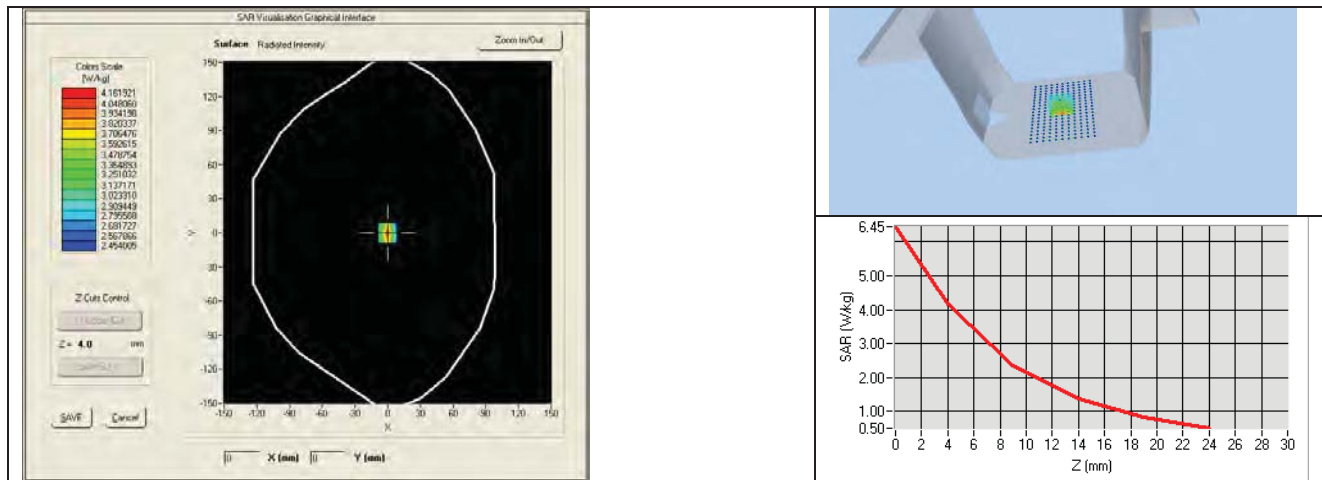 SAR Visualisation Graphical Interface
Surface Radiated Intensity
Zoom In/Out
Colors Scale
(W/kg)
4.161921
4.048060
3.934198
3.820337
3.706476
3.592615
3.478754
3.364893
3.251032
3.137171
3.023310
2.909449
2.795588
2.681727
2.567866
2.454005
150
120
90
60
30
Y
0
-30
-60
-90
-120
-150
-150 -120 -90 -60 -30 0 30 60 90 120 150
X
Z Cuts Control
Z = 4.0 mm
SAVE Cancel
0 X (mm) 0 Y (mm)
6.45
5.00
4.00
3.00
2.00
1.00
0.50
SAR (W/kg)
0 2 4 6 8 10 12 14 16 18 20 22 24 26 28 30
Z (mm)